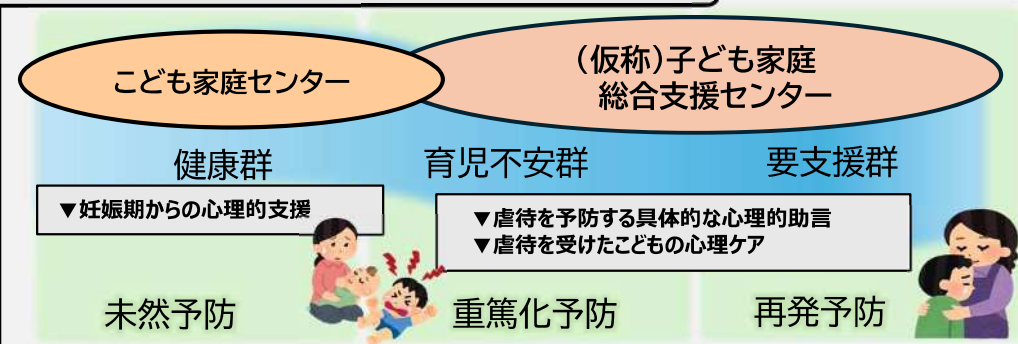 こども家庭センター
（仮称）子ども家庭
総合支援センター
健康群
育児不安群
要支援群
▼妊娠期からの心理的支援
▼虐待を予防する具体的な心理的助言
▼虐待を受けたこどもの心理ケア
未然予防
重篤化予防
再発予防